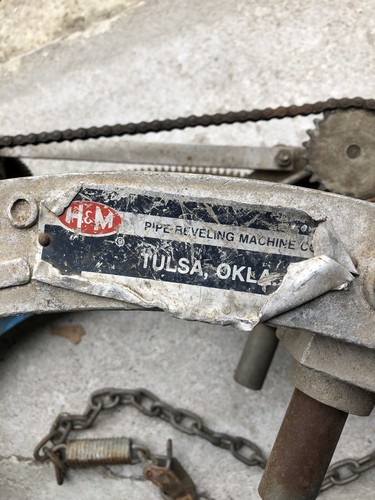 H&M
®
PIPE-BEVELING MACHINE CO
TULSA, OKLA.